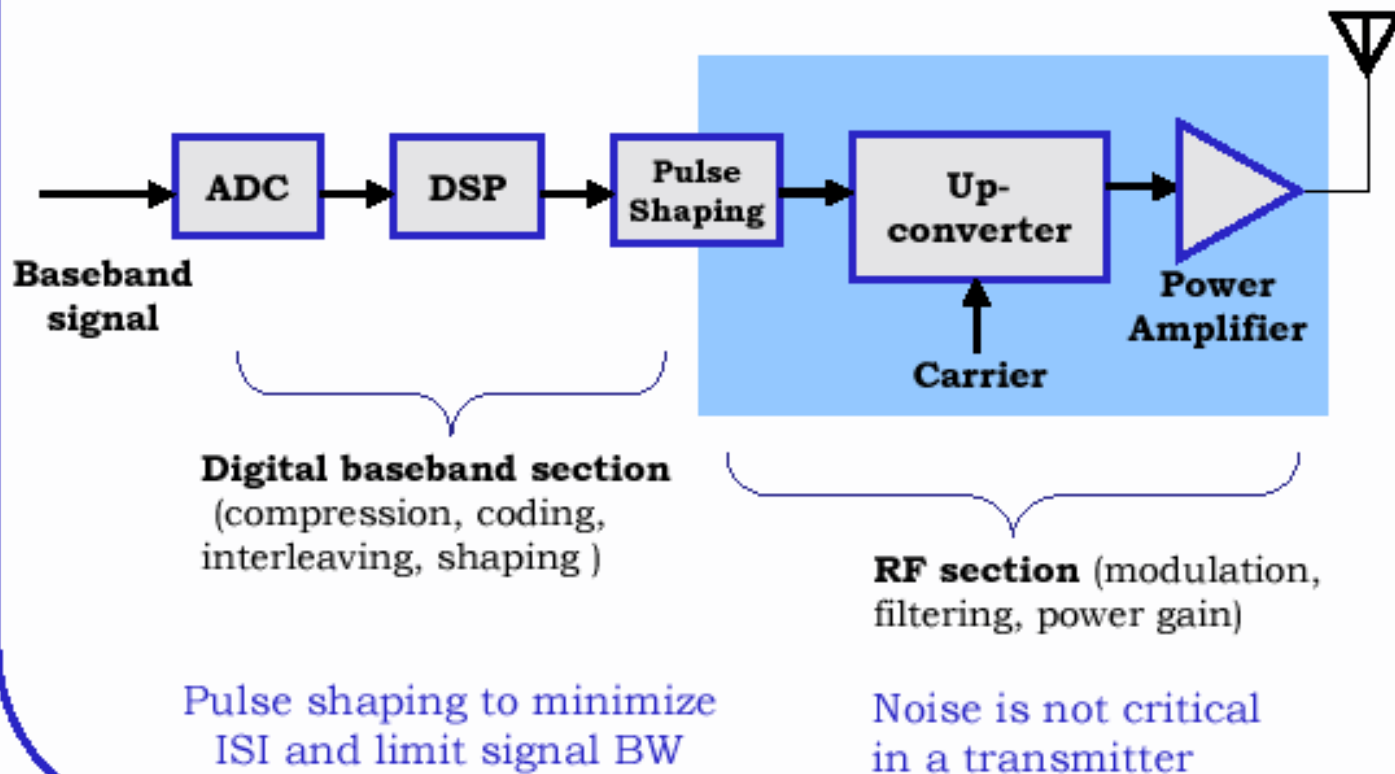 ADC
DSP
Pulse
Shaping
Up-
converter
Baseband
signal
Power
Amplifier
Carrier
Digital baseband section
(compression, coding,
interleaving, shaping )
RF section (modulation,
filtering, power gain)
Pulse shaping to minimize
ISI and limit signal BW
Noise is not critical
in a transmitter